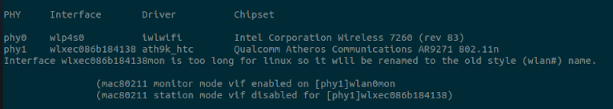 PHY Interface Driver Chipset
phy0 wlp4s0 iwlwifi Intel Corporation Wireless 7260 (rev 83)
phy1 wlxec086b184138 ath9k_htc Qualcomm Atheros Communications AR9271 802.11n
Interface wlxec086b184138mon is too long for linux so it will be renamed to the old style (wlan#) name.
(mac80211 monitor mode vif enabled on [phy1]wlan0mon
(mac80211 station mode vif disabled for [phy1]wlxec086b184138)